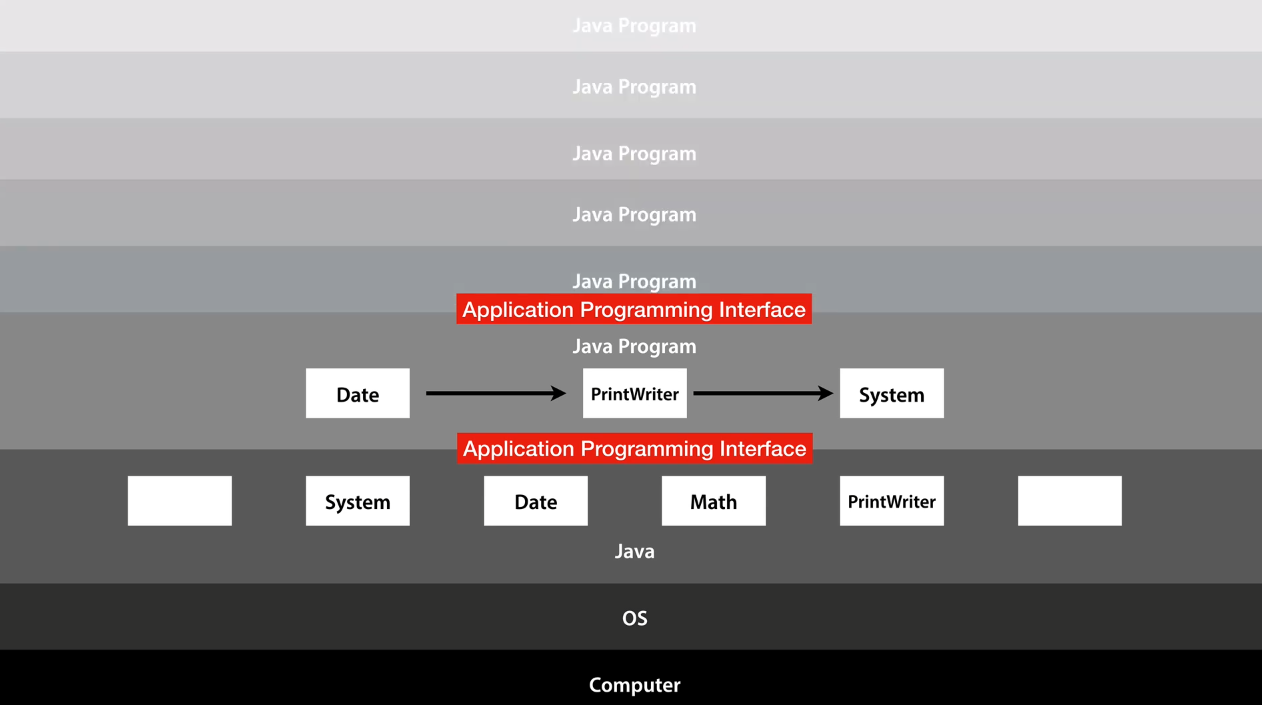 Java Program
Java Program
Java Program
Java Program
Java Program
Application Programming Interface
Java Program
Date
PrintWriter
System
Application Programming Interface
System
Date
Math
PrintWriter
Java
OS
Computer